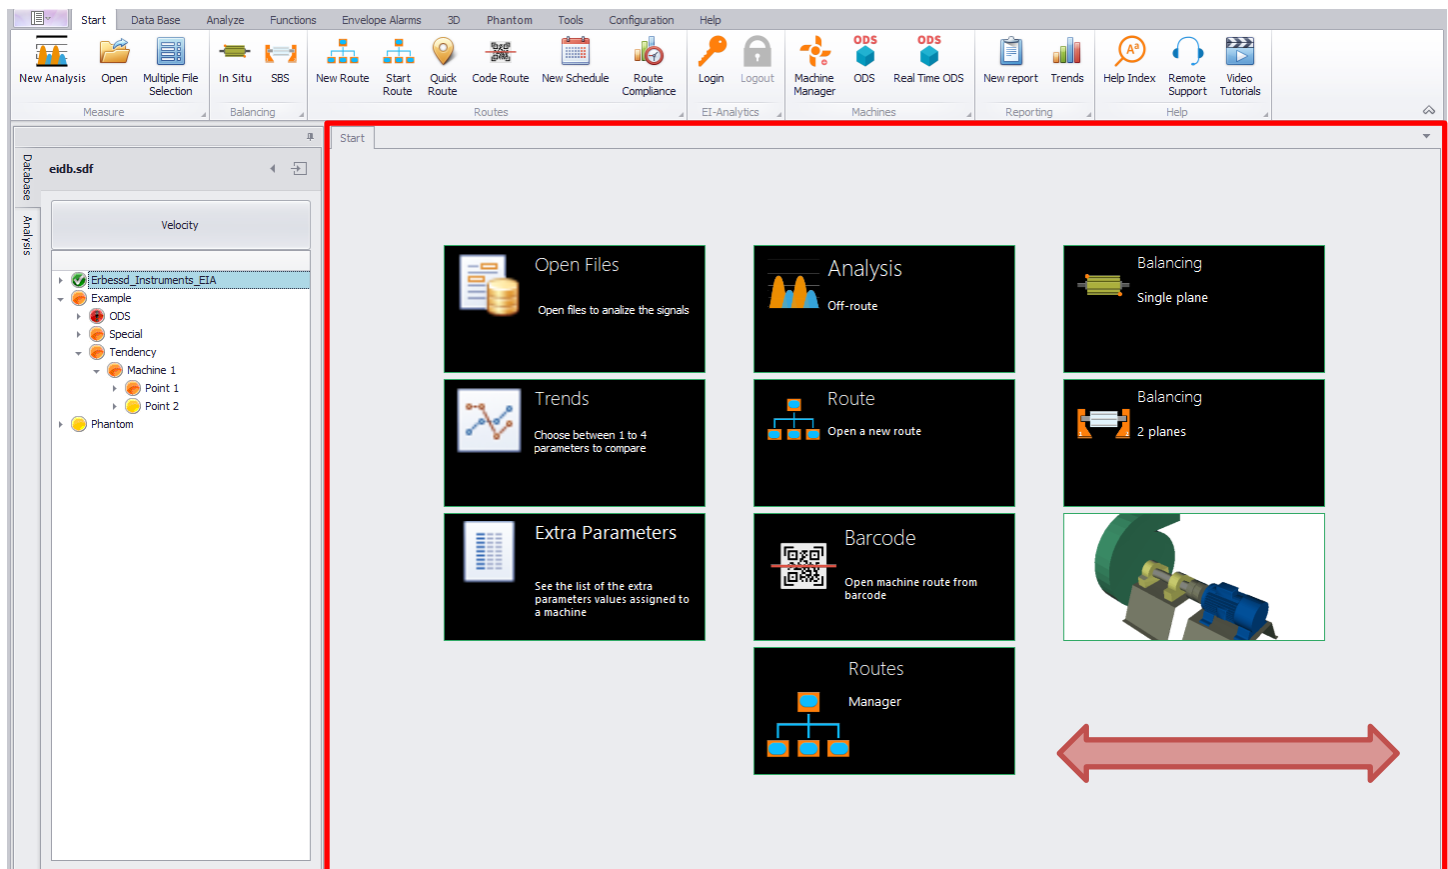 Start Data Base Analyze Functions Envelope Alarms 3D Phantom Tools Configuration Help
New Analysis Open Multiple File Selection In Situ SBS New Route Start Route Quick Route Code Route New Schedule Route Compliance Login Logout Machine Manager ODS ODS ODS Real Time ODS New report Trends Help Index Remote Support Video Tutorials
Measure Balancing Routes EI-Analytics Machines Reporting Help
Database
Analysis
eidb.sdf
Velocity
Erbessd_Instruments_EIA
Example
ODS
Special
Tendency
Machine 1
Point 1
Point 2
Phantom
Start
Open Files
Open files to analize the signals
Analysis
Off-route
Balancing
Single plane
Trends
Choose between 1 to 4
parameters to compare
Route
Open a new route
Balancing
2 planes
Extra Parameters
See the list of the extra
parameters values assigned to
a machine
Barcode
Open machine route from
barcode
Routes
Manager